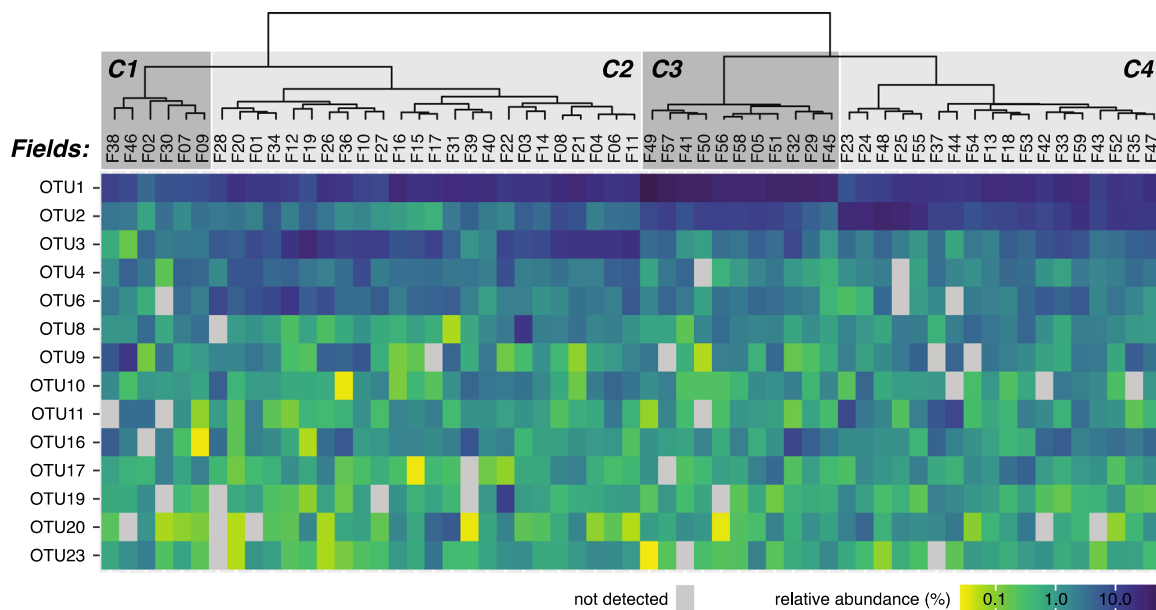 C1 C2 C3 C4
Fields: F38 F46 F02 F30 F07 F09 F28 F20 F01 F34 F12 F19 F26 F36 F10 F27 F16 F15 F17 F31 F39 F40 F22 F03 F14 F08 F21 F04 F06 F11 F49 F57 F41 F50 F56 F58 F05 F51 F32 F29 F45 F23 F24 F48 F25 F55 F37 F44 F54 F13 F18 F53 F42 F33 F59 F43 F52 F35 F47
OTU1
OTU2
OTU3
OTU4
OTU6
OTU8
OTU9
OTU10
OTU11
OTU16
OTU17
OTU19
OTU20
OTU23
not detected relative abundance (%) 0.1 1.0 10.0